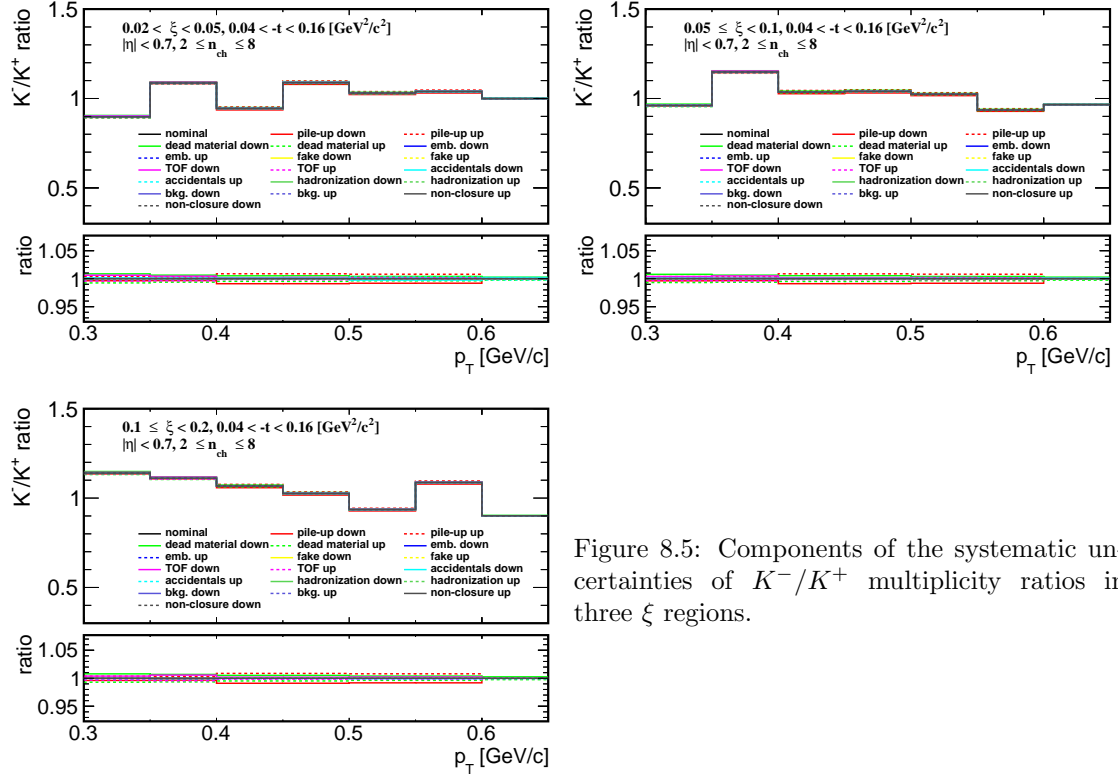 1.5
1
0.5
K⁻/K⁺ ratio
0.02 < ξ < 0.05, 0.04 < -t < 0.16 [GeV²/c²]
|η| < 0.7, 2 ≤ n_ch ≤ 8
nominal pile-up down pile-up up
dead material down dead material up emb. down
emb. up fake down fake up
TOF down TOF up accidentals down
accidentals up hadronization down hadronization up
bkg. down bkg. up non-closure up
non-closure down
ratio
1.05
1
0.95
0.3 0.4 0.5 0.6
p_T [GeV/c]
1.5
1
0.5
K⁻/K⁺ ratio
0.05 ≤ ξ < 0.1, 0.04 < -t < 0.16 [GeV²/c²]
|η| < 0.7, 2 ≤ n_ch ≤ 8
nominal pile-up down pile-up up
dead material down dead material up emb. down
emb. up fake down fake up
TOF down TOF up accidentals down
accidentals up hadronization down hadronization up
bkg. down bkg. up non-closure up
non-closure down
ratio
1.05
1
0.95
0.3 0.4 0.5 0.6
p_T [GeV/c]
1.5
1
0.5
K⁻/K⁺ ratio
0.1 ≤ ξ < 0.2, 0.04 < -t < 0.16 [GeV²/c²]
|η| < 0.7, 2 ≤ n_ch ≤ 8
nominal pile-up down pile-up up
dead material down dead material up emb. down
emb. up fake down fake up
TOF down TOF up accidentals down
accidentals up hadronization down hadronization up
bkg. down bkg. up non-closure up
non-closure down
ratio
1.05
1
0.95
0.3 0.4 0.5 0.6
p_T [GeV/c]
Figure 8.5: Components of the systematic un-
certainties of K⁻/K⁺ multiplicity ratios in
three ξ regions.